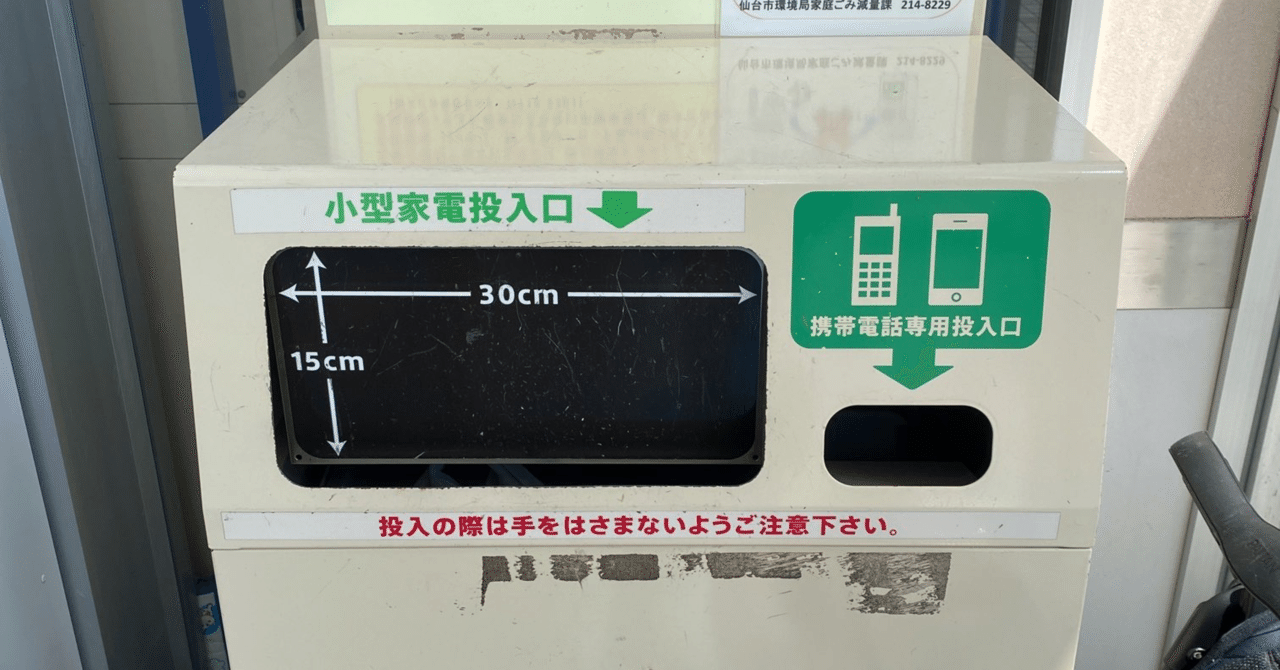 仙台市環境局家庭ごみ減量課 214-8229
小型家電投入口
30cm
15cm
携帯電話専用投入口
投入の際は手をはさまないようご注意下さい。